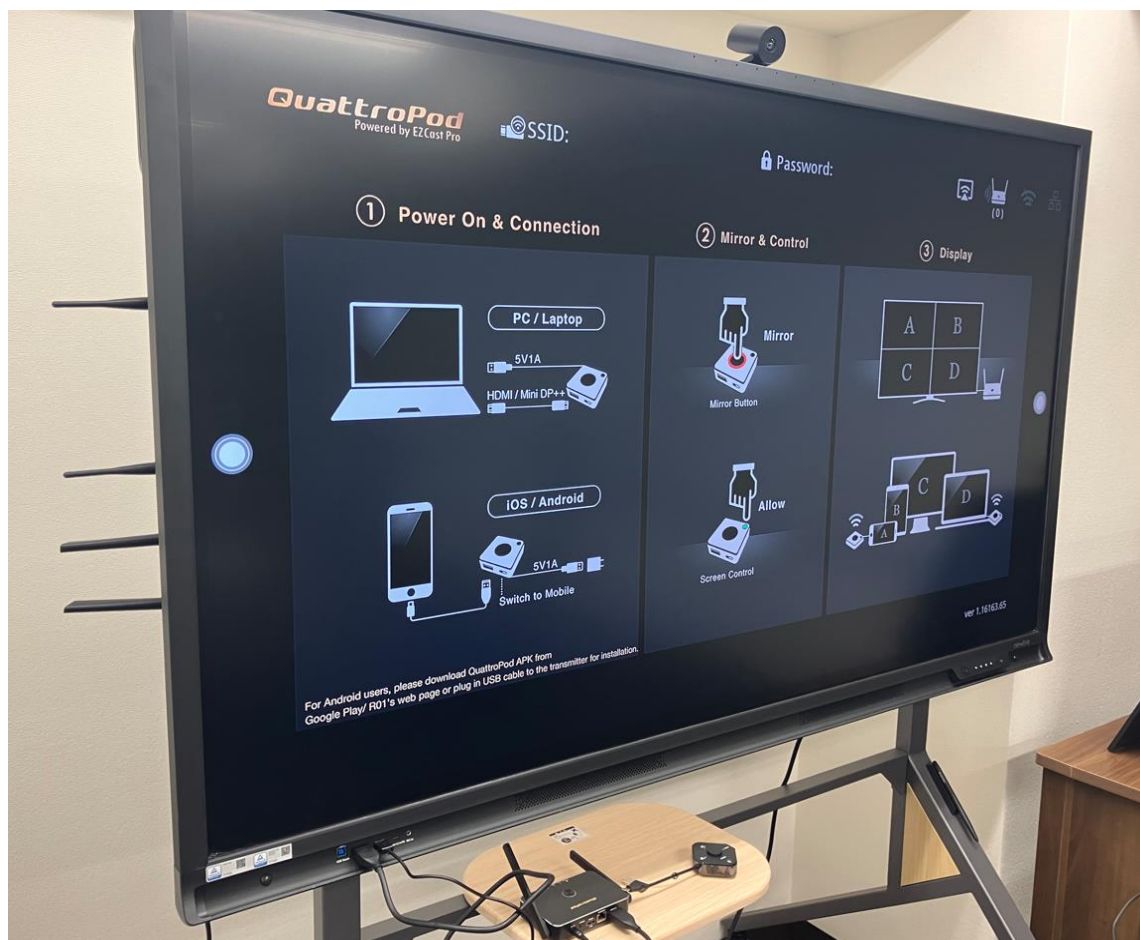 QuattroPod
Powered by EZCast Pro
SSID:
Password:
(0)
1 Power On & Connection
PC / Laptop
5V1A
HDMI / Mini DP++
iOS / Android
5V1A
Switch to Mobile
For Android users, please download QuattroPod APK from
Google Play/ R01's web page or plug in USB cable to the transmitter for installation.
2 Mirror & Control
Mirror
Mirror Button
Allow
Screen Control
3 Display
A B
C D
A B C D
ver 1.16163.65